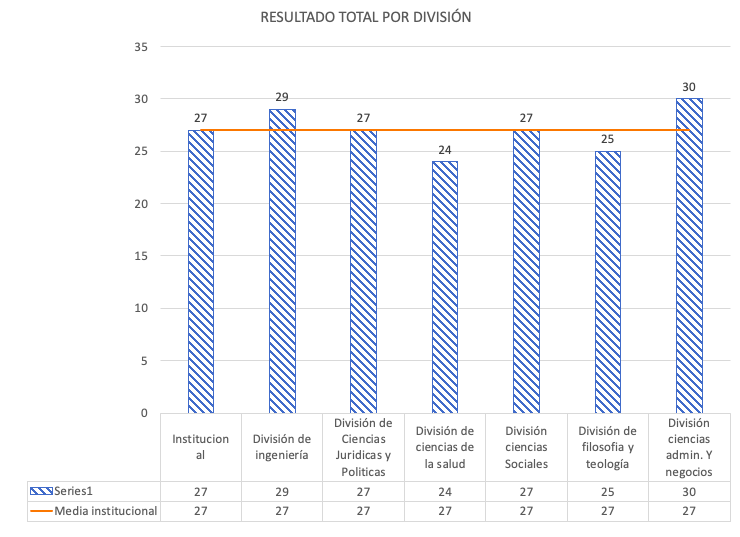 RESULTADO TOTAL POR DIVISIÓN
35
30
25
20
15
10
5
0
27
29
27
24
27
25
30
Institucion
al
División de
ingeniería
División de
Ciencias
Juridicas y
Politicas
División de
ciencias de
la salud
División
ciencias
Sociales
División de
filosofia y
teología
División
ciencias
admin. Y
negocios
Series1 27 29 27 24 27 25 30
Media institucional 27 27 27 27 27 27 27